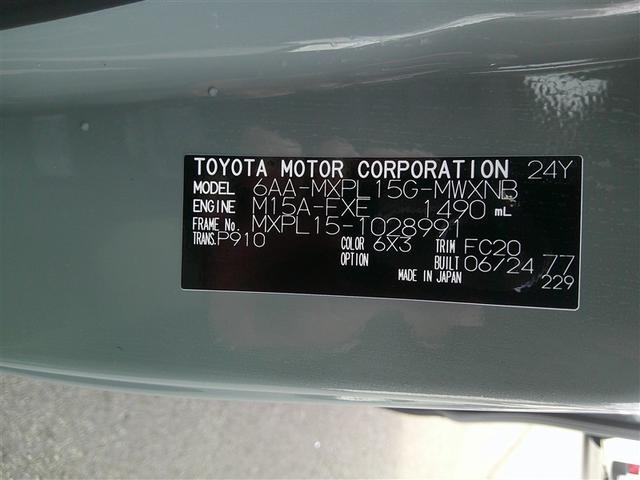 TOYOTA MOTOR CORPORATION 24Y
MODEL 6AA-MXPL15G-MWXNB
ENGINE M15A-FXE 1490 mL
FRAME No. MXPL15-1028991
TRANS. P910 COLOR 6X3 TRIM FC20
OPTION BUILT 06/24 77
MADE IN JAPAN 229